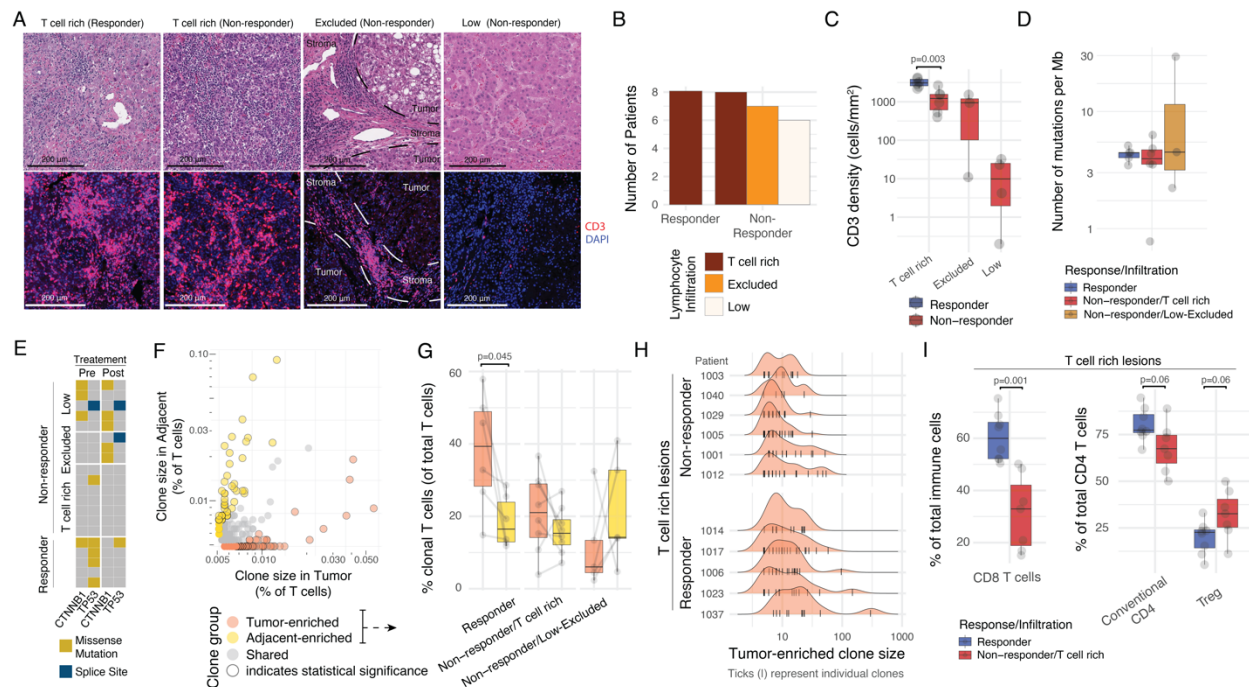 A
T cell rich (Responder)
T cell rich (Non-responder)
Excluded (Non-responder)
Low (Non-responder)
Stroma
Tumor
Stroma
Tumor
200 µm
200 µm
200 µm
200 µm
Stroma
Tumor
Tumor
Stroma
200 µm
200 µm
200 µm
200 µm
CD3
DAPI
B
Number of Patients
8
6
4
2
0
Responder
Non-
Responder
Lymphocyte
Infiltration
T cell rich
Excluded
Low
C
p=0.003
CD3 density (cells/mm²)
1000
100
10
1
T cell rich
Excluded
Low
Responder
Non−responder
D
Number of mutations per Mb
30
10
3
1
Response/Infiltration
Responder
Non−responder/T cell rich
Non−responder/Low-Excluded
E
Treatement
Pre Post
Non-responder
Low
Excluded
T cell rich
Responder
CTNNB1
TP53
CTNNB1
TP53
Missense
Mutation
Splice Site
F
Clone size in Adjacent
(% of T cells)
0.10
0.03
0.01
0.005
0.010
0.030
0.050
Clone size in Tumor
(% of T cells)
Clone group
Tumor-enriched
Adjacent-enriched
Shared
indicates statistical significance
G
p=0.045
% clonal T cells (of total T cells)
60
40
20
0
Responder
Non−responder/T cell rich
Non−responder/Low−Excluded
H
Patient
T cell rich lesions
Non-responder
1003
1040
1029
1005
1001
1012
Responder
1014
1017
1006
1023
1037
10
100
1000
Tumor-enriched clone size
Ticks (l) represent individual clones
I
T cell rich lesions
p=0.001
p=0.06
p=0.06
% of total immune cells
60
40
20
CD8 T cells
% of total CD4 T cells
75
50
25
Conventional
CD4
Treg
Response/Infiltration
Responder
Non−responder/T cell rich